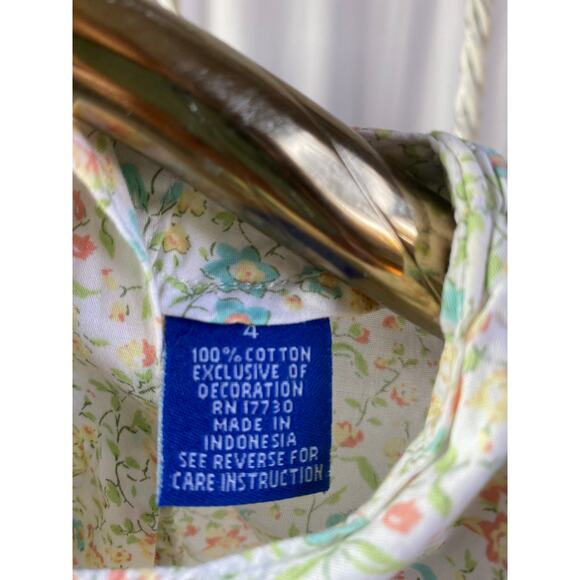 4
100% COTTON
EXCLUSIVE OF
DECORATION
RN 17730
MADE IN
INDONESIA
SEE REVERSE FOR
CARE INSTRUCTION